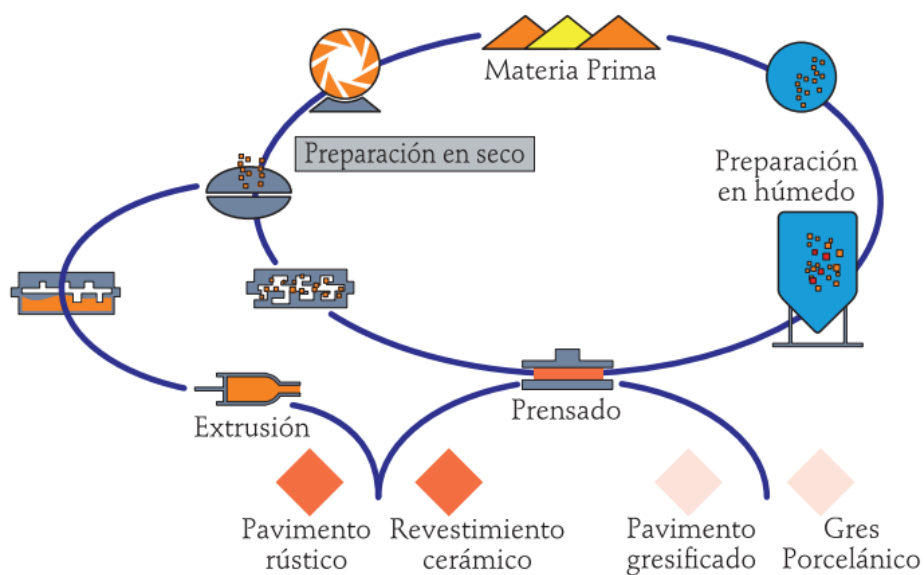 Materia Prima
Preparación en seco
Preparación
en húmedo
Extrusión
Prensado
Pavimento
rústico
Revestimiento
cerámico
Pavimento
gresificado
Gres
Porcelánico